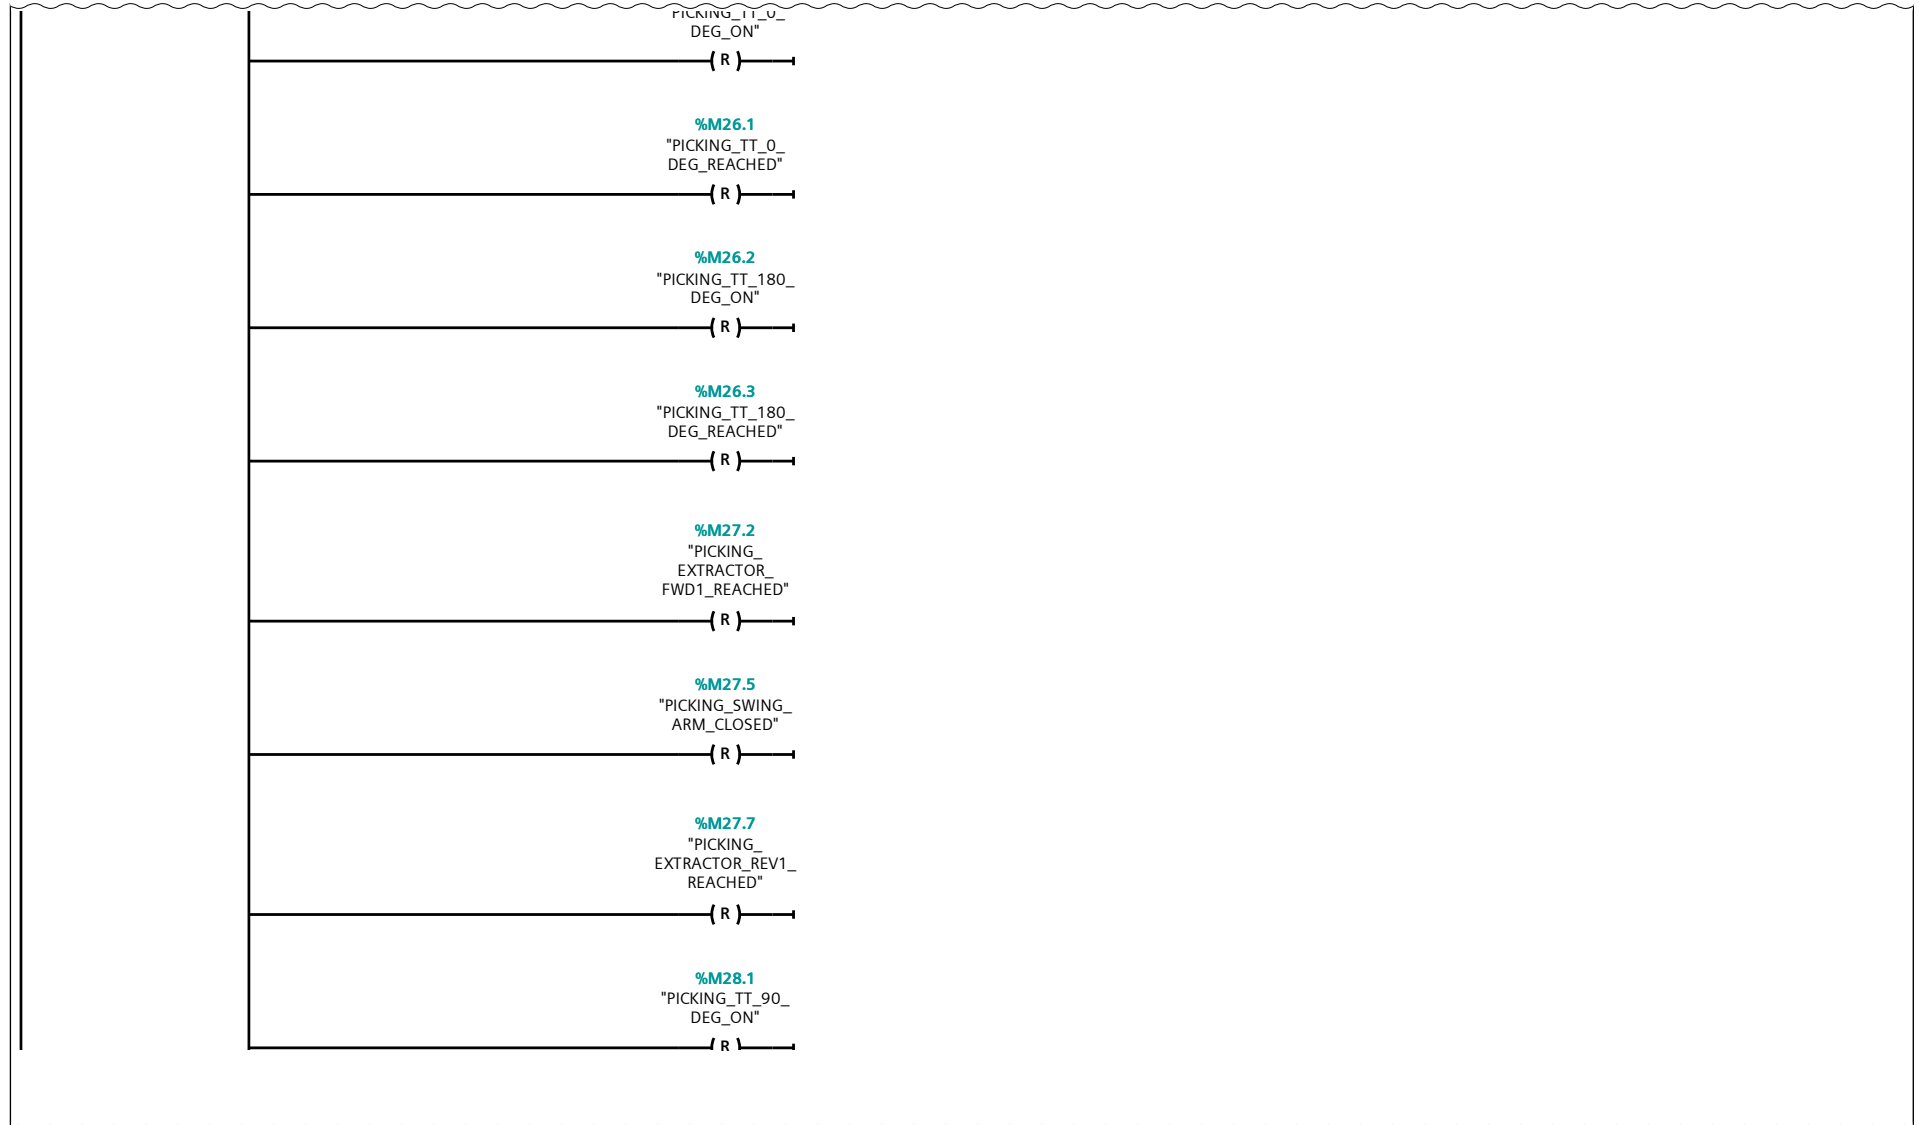 "PICKING_TT_0_
DEG_ON"
( R )
%M26.1
"PICKING_TT_0_
DEG_REACHED"
( R )
%M26.2
"PICKING_TT_180_
DEG_ON"
( R )
%M26.3
"PICKING_TT_180_
DEG_REACHED"
( R )
%M27.2
"PICKING_
EXTRACTOR_
FWD1_REACHED"
( R )
%M27.5
"PICKING_SWING_
ARM_CLOSED"
( R )
%M27.7
"PICKING_
EXTRACTOR_REV1_
REACHED"
( R )
%M28.1
"PICKING_TT_90_
DEG_ON"
( R )